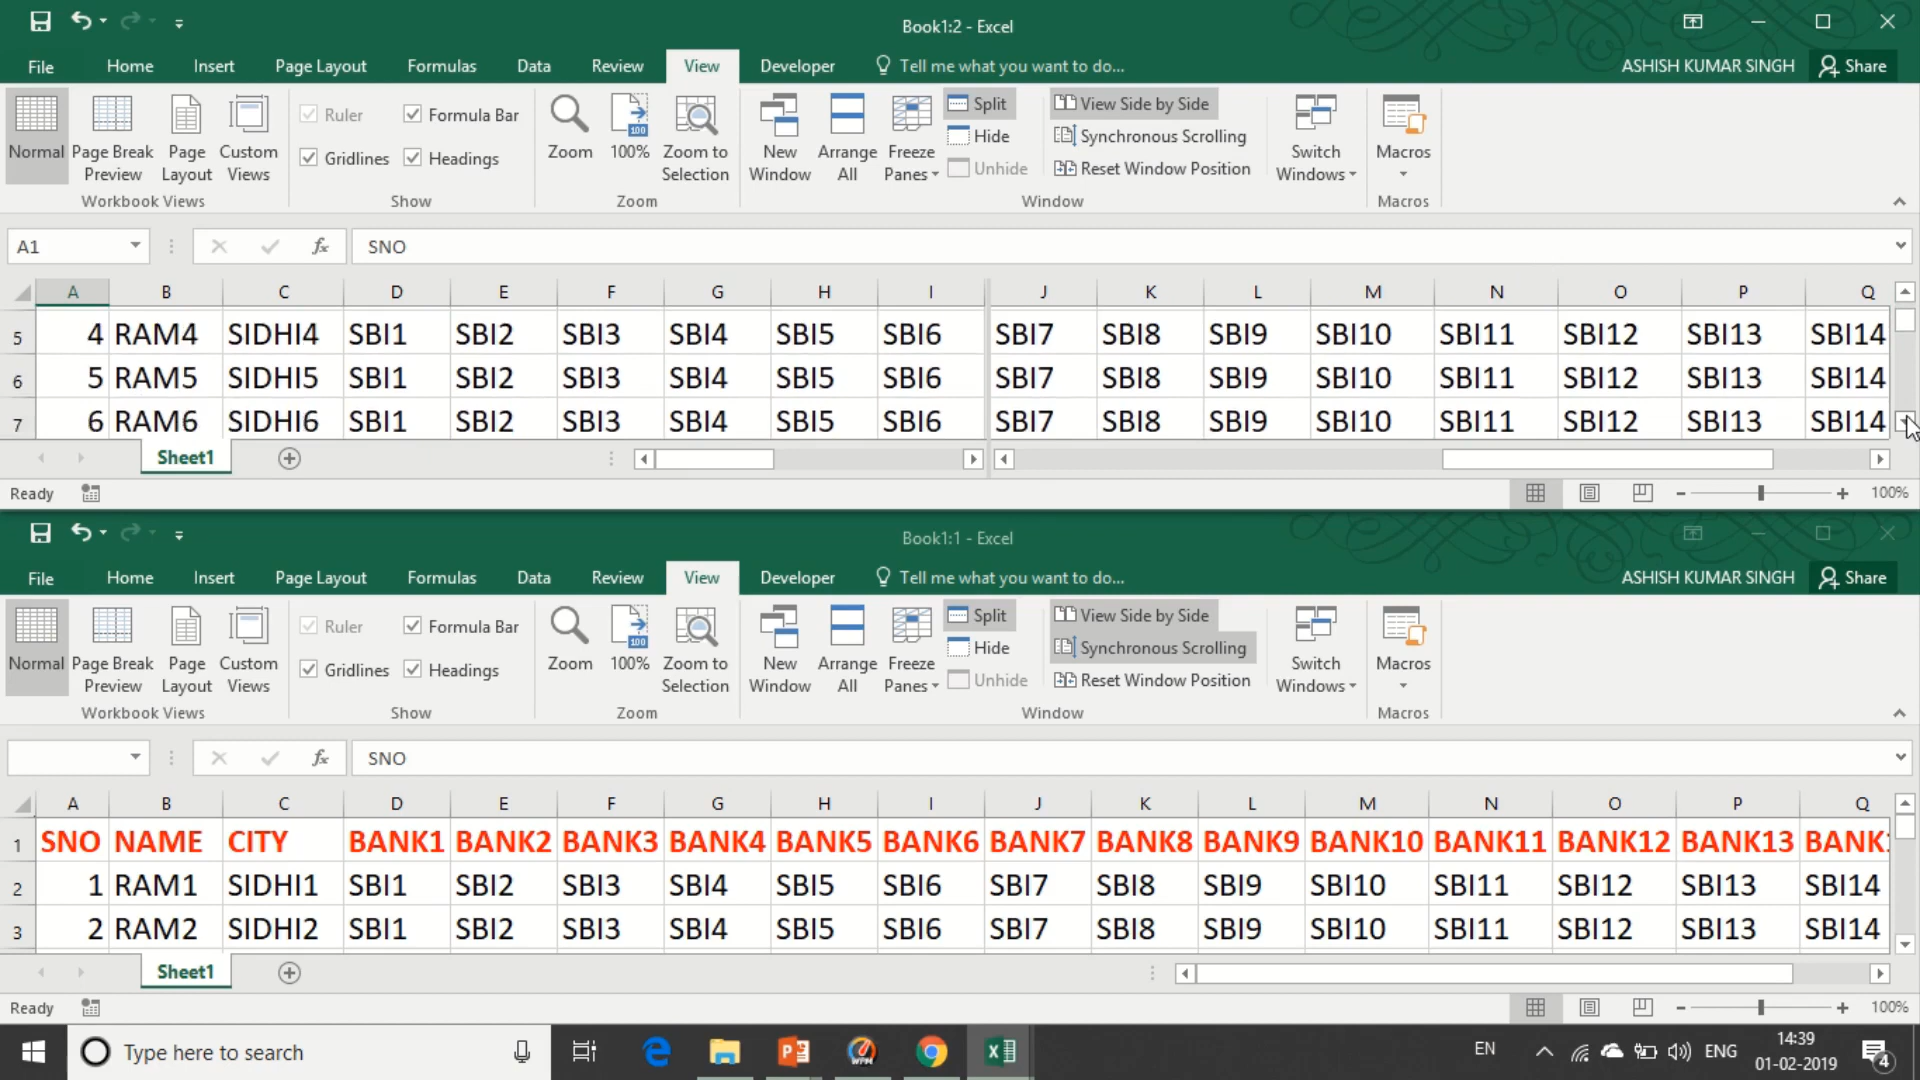 Book1:2 - Excel
File Home Insert Page Layout Formulas Data Review View Developer Tell me what you want to do... ASHISH KUMAR SINGH Share
Normal Page Break Preview Page Layout Custom Views
Workbook Views
Ruler Formula Bar
Gridlines Headings
Show
Zoom 100% Zoom to Selection
Zoom
New Window Arrange All Freeze Panes
Split View Side by Side
Hide Synchronous Scrolling
Unhide Reset Window Position
Switch Windows
Window
Macros
Macros
A1 fx SNO
A B C D E F G H I J K L M N O P Q
5 4 RAM4 SIDHI4 SBI1 SBI2 SBI3 SBI4 SBI5 SBI6 SBI7 SBI8 SBI9 SBI10 SBI11 SBI12 SBI13 SBI14
6 5 RAM5 SIDHI5 SBI1 SBI2 SBI3 SBI4 SBI5 SBI6 SBI7 SBI8 SBI9 SBI10 SBI11 SBI12 SBI13 SBI14
7 6 RAM6 SIDHI6 SBI1 SBI2 SBI3 SBI4 SBI5 SBI6 SBI7 SBI8 SBI9 SBI10 SBI11 SBI12 SBI13 SBI14
Sheet1
Ready 100%
Book1:1 - Excel
File Home Insert Page Layout Formulas Data Review View Developer Tell me what you want to do... ASHISH KUMAR SINGH Share
Normal Page Break Preview Page Layout Custom Views
Workbook Views
Ruler Formula Bar
Gridlines Headings
Show
Zoom 100% Zoom to Selection
Zoom
New Window Arrange All Freeze Panes
Split View Side by Side
Hide Synchronous Scrolling
Unhide Reset Window Position
Switch Windows
Window
Macros
Macros
fx SNO
A B C D E F G H I J K L M N O P Q
1 SNO NAME CITY BANK1 BANK2 BANK3 BANK4 BANK5 BANK6 BANK7 BANK8 BANK9 BANK10 BANK11 BANK12 BANK13 BANK
2 1 RAM1 SIDHI1 SBI1 SBI2 SBI3 SBI4 SBI5 SBI6 SBI7 SBI8 SBI9 SBI10 SBI11 SBI12 SBI13 SBI14
3 2 RAM2 SIDHI2 SBI1 SBI2 SBI3 SBI4 SBI5 SBI6 SBI7 SBI8 SBI9 SBI10 SBI11 SBI12 SBI13 SBI14
Sheet1
Ready 100%
Type here to search EN ENG 14:39
01-02-2019 4